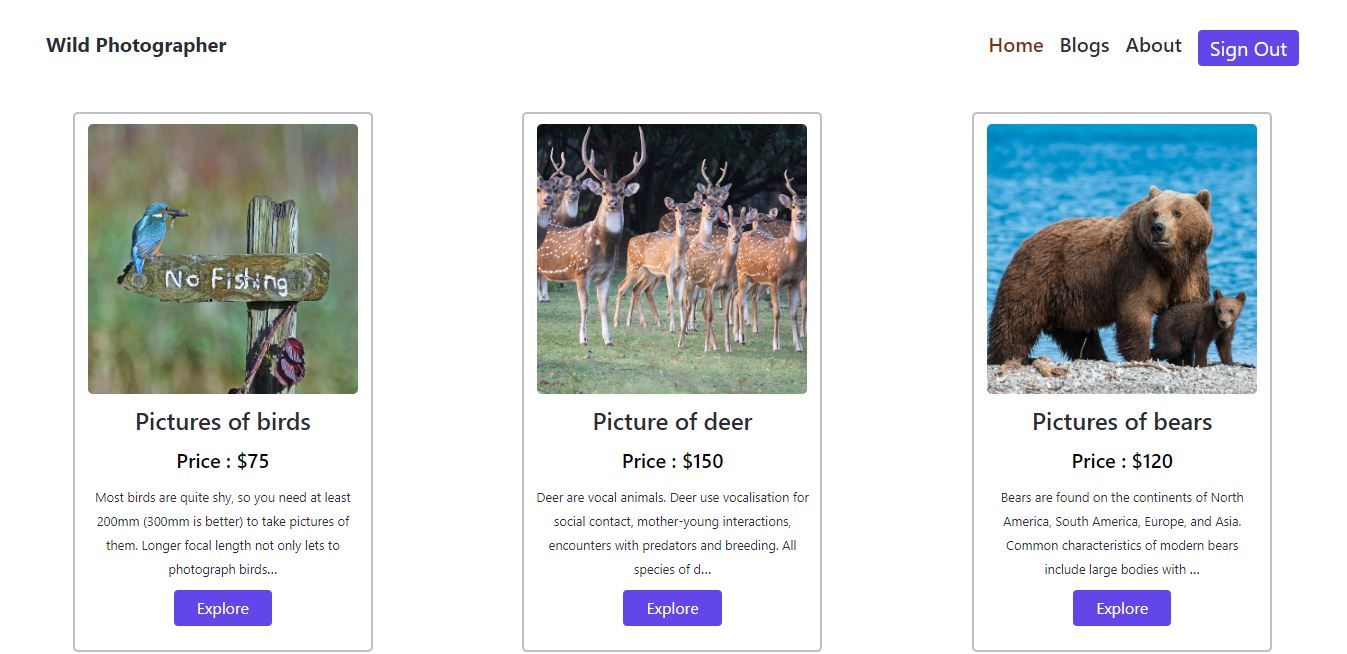 Wild Photographer
Home Blogs About Sign Out
No Fishing
Pictures of birds
Price : $75
Most birds are quite shy, so you need at least
200mm (300mm is better) to take pictures of
them. Longer focal length not only lets to
photograph birds...
Explore
Picture of deer
Price : $150
Deer are vocal animals. Deer use vocalisation for
social contact, mother-young interactions,
encounters with predators and breeding. All
species of d...
Explore
Pictures of bears
Price : $120
Bears are found on the continents of North
America, South America, Europe, and Asia.
Common characteristics of modern bears
include large bodies with ...
Explore